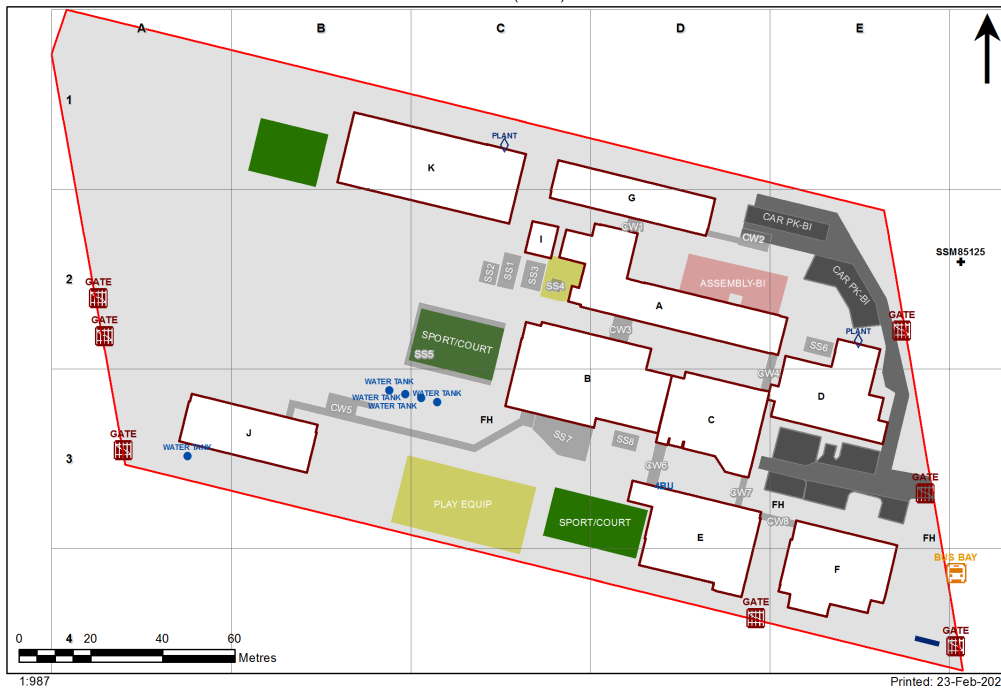 A
B
C
D
E
1
PLANT
K
G
CAR PK-BI
CW1
CW2
I
SSM85125
SS2
SS1
SS3
SS4
2
GATE
ASSEMBLY-BI
CAR PK-BI
A
GATE
GATE
CW3
PLANT
SPORT/COURT
SS5
SS6
CW4
WATER TANK
B
WATER TANK
WATER TANK
WATER TANK
D
CW5
FH
C
J
GATE
SS7
SS8
WATER TANK
3
CW6
GATE
IBU
CW7
PLAY EQUIP
FH
SPORT/COURT
CW8
E
FH
BUS BAY
F
GATE
GATE
0
4
20
40
60
Metres
1:987
Printed: 23-Feb-202